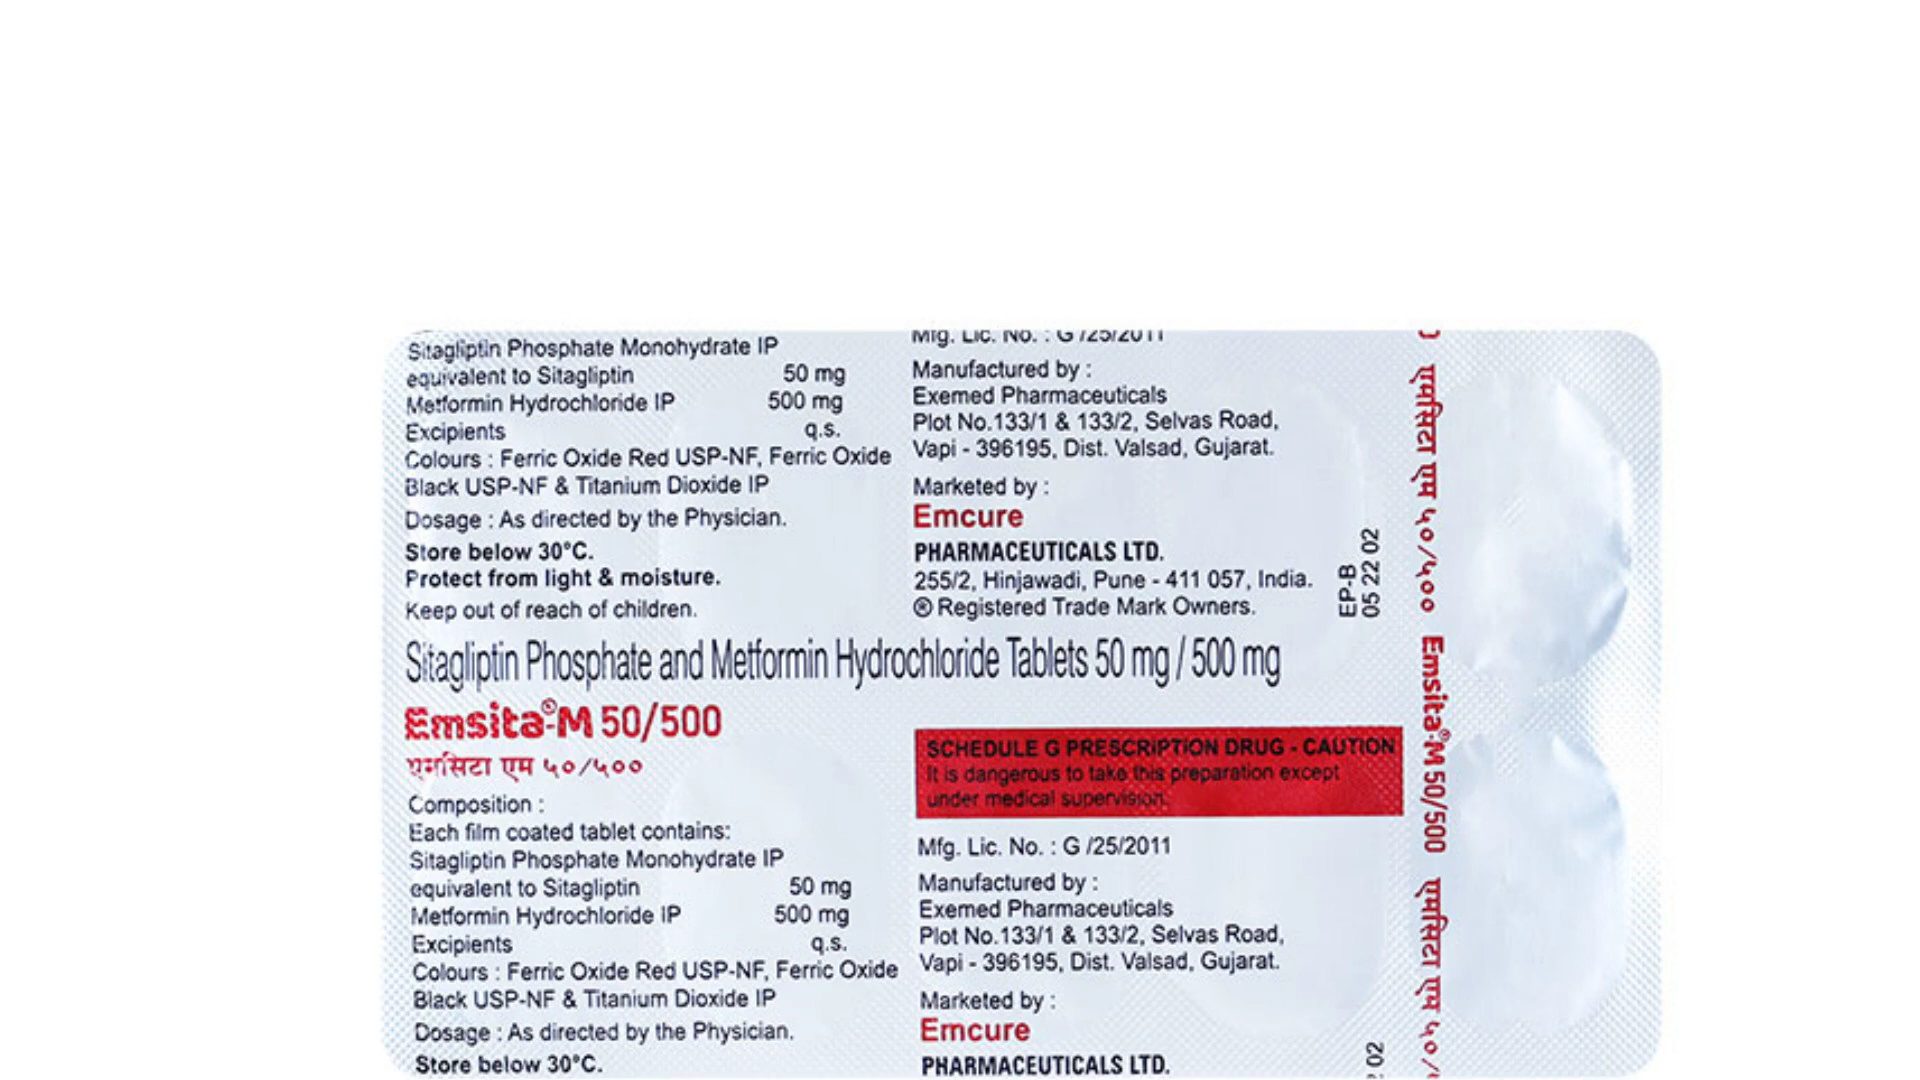 Sitagliptin Phosphate Monohydrate IP
equivalent to Sitagliptin 50 mg
Metformin Hydrochloride IP 500 mg
Excipients q.s.
Colours : Ferric Oxide Red USP-NF, Ferric Oxide
Black USP-NF & Titanium Dioxide IP
Dosage : As directed by the Physician.
Store below 30°C.
Protect from light & moisture.
Keep out of reach of children.
Mfg. Lic. No. : G /25/2011
Manufactured by :
Exemed Pharmaceuticals
Plot No.133/1 & 133/2, Selvas Road,
Vapi - 396195, Dist. Valsad, Gujarat.
Marketed by :
Emcure
PHARMACEUTICALS LTD.
255/2, Hinjawadi, Pune - 411 057, India.
® Registered Trade Mark Owners.
EP-B
05 22 02
Sitagliptin Phosphate and Metformin Hydrochloride Tablets 50 mg / 500 mg
Emsita®-M 50/500
एमसिटा एम ५०/५००
Composition :
Each film coated tablet contains:
Sitagliptin Phosphate Monohydrate IP
equivalent to Sitagliptin 50 mg
Metformin Hydrochloride IP 500 mg
Excipients q.s.
Colours : Ferric Oxide Red USP-NF, Ferric Oxide
Black USP-NF & Titanium Dioxide IP
Dosage : As directed by the Physician.
Store below 30°C.
SCHEDULE G PRESCRIPTION DRUG - CAUTION
It is dangerous to take this preparation except
under medical supervision.
Mfg. Lic. No. : G /25/2011
Manufactured by :
Exemed Pharmaceuticals
Plot No.133/1 & 133/2, Selvas Road,
Vapi - 396195, Dist. Valsad, Gujarat.
Marketed by :
Emcure
PHARMACEUTICALS LTD.
02
एमसिटा एम ५०/५०० Emsita®-M 50/500 एमसिटा एम ५०/